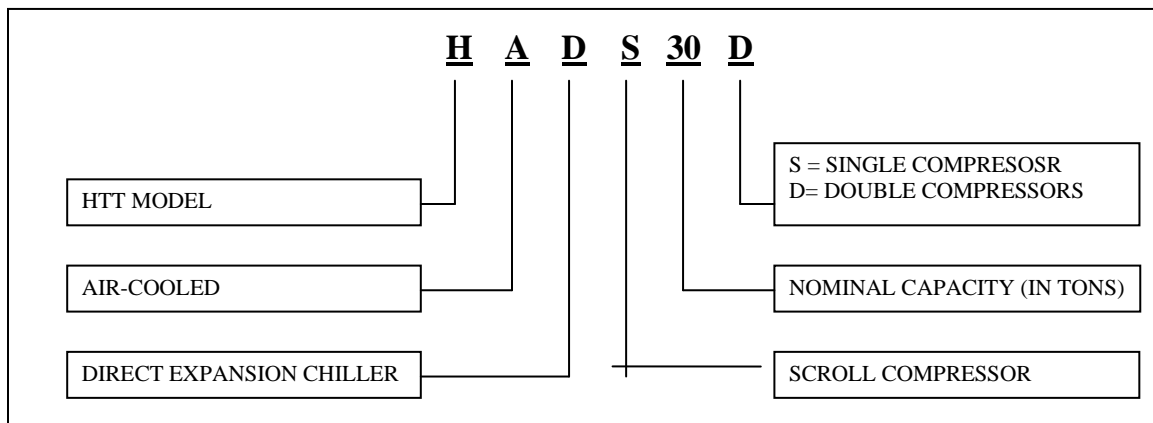 H A D S 30 D
S = SINGLE COMPRESOSR
D= DOUBLE COMPRESSORS
HTT MODEL
AIR-COOLED
NOMINAL CAPACITY (IN TONS)
DIRECT EXPANSION CHILLER
SCROLL COMPRESSOR